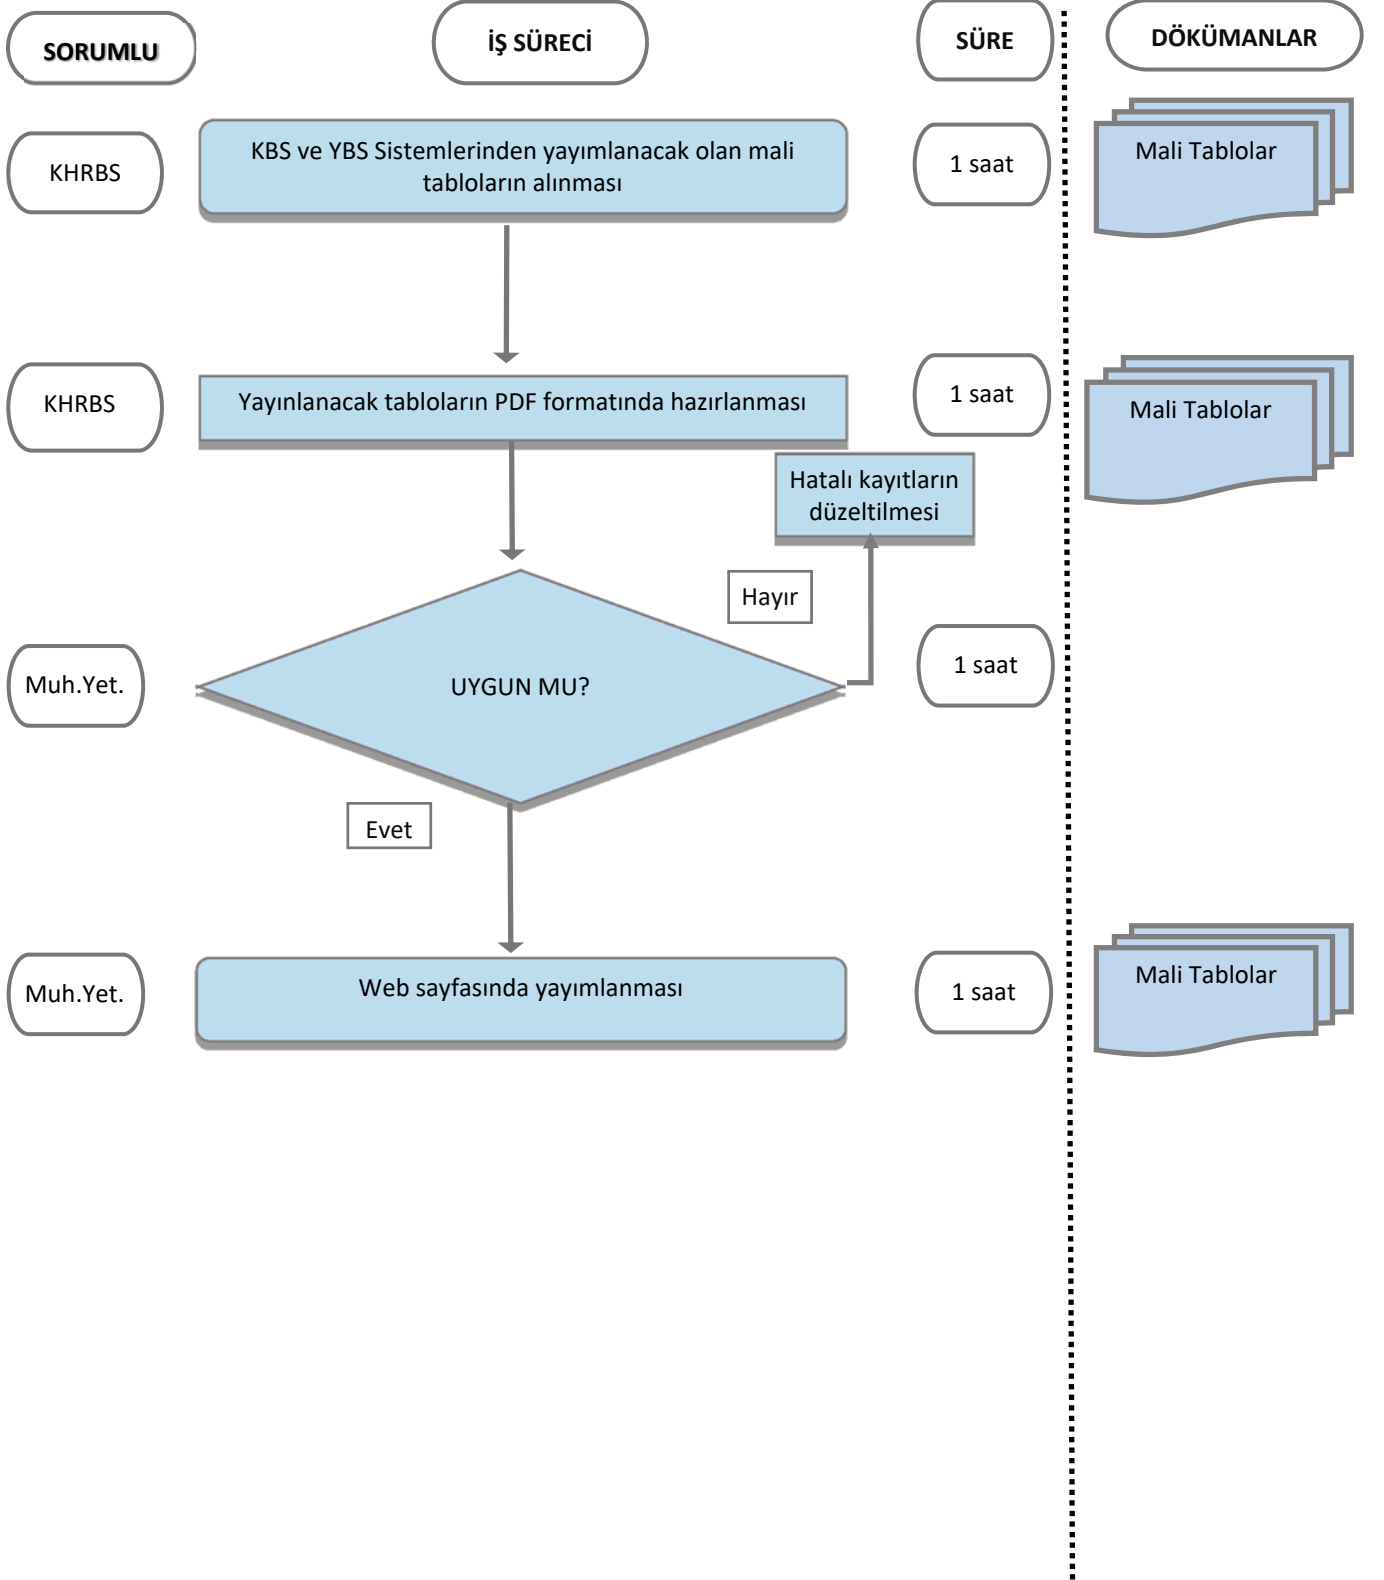 SORUMLU
İŞ SÜRECİ
SÜRE
DÖKÜMANLAR
KHRBS
KBS ve YBS Sistemlerinden yayımlanacak olan mali
tabloların alınması
1 saat
Mali Tablolar
KHRBS
Yayınlanacak tabloların PDF formatında hazırlanması
1 saat
Mali Tablolar
Hatalı kayıtların
düzeltilmesi
Hayır
Muh.Yet.
UYGUN MU?
1 saat
Evet
Muh.Yet.
Web sayfasında yayımlanması
1 saat
Mali Tablolar